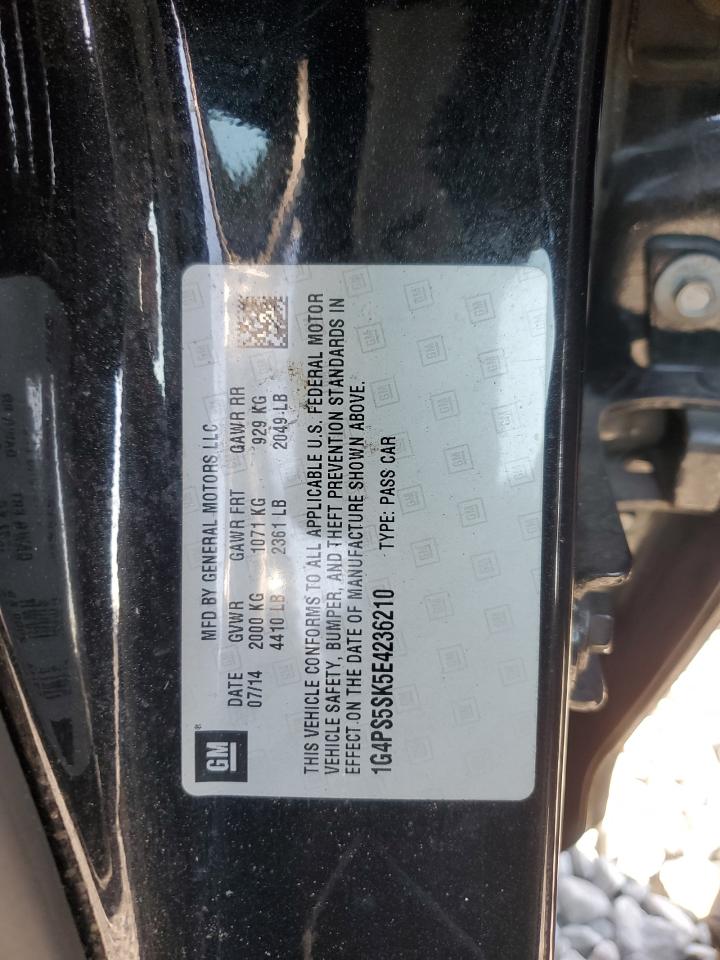 GM®
MFD BY GENERAL MOTORS LLC
DATE GVWR GAWR FRT GAWR RR
07/14 2000 KG 1071 KG 929 KG
4410 LB 2361 LB 2049 LB
THIS VEHICLE CONFORMS TO ALL APPLICABLE U.S. FEDERAL MOTOR
VEHICLE SAFETY, BUMPER, AND THEFT PREVENTION STANDARDS IN
EFFECT ON THE DATE OF MANUFACTURE SHOWN ABOVE.
1G4PS5SK5E4236210 TYPE: PASS CAR